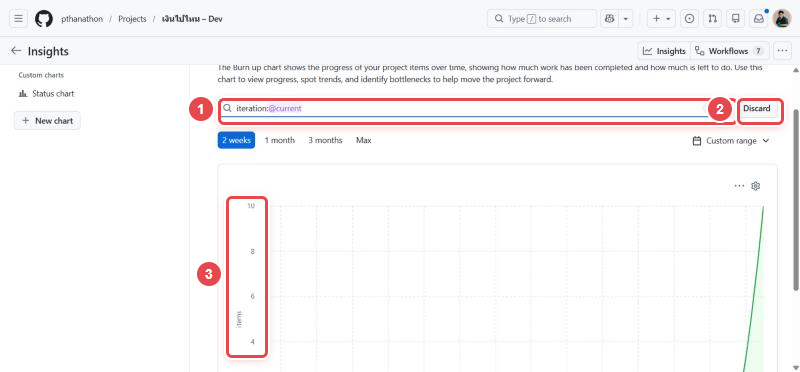 pthanathon / Projects / เงินไปไหน – Dev
Type / to search
Insights
Insights
Workflows 7
Custom charts
Status chart
New chart
The Burn up chart shows the progress of your project items over time, showing how much work has been completed and how much is left to do. Use this
chart to view progress, spot trends, and identify bottlenecks to help move the project forward.
1
iteration:@current
2
Discard
2 weeks
1 month
3 months
Max
Custom range
10
8
3
6
items
4